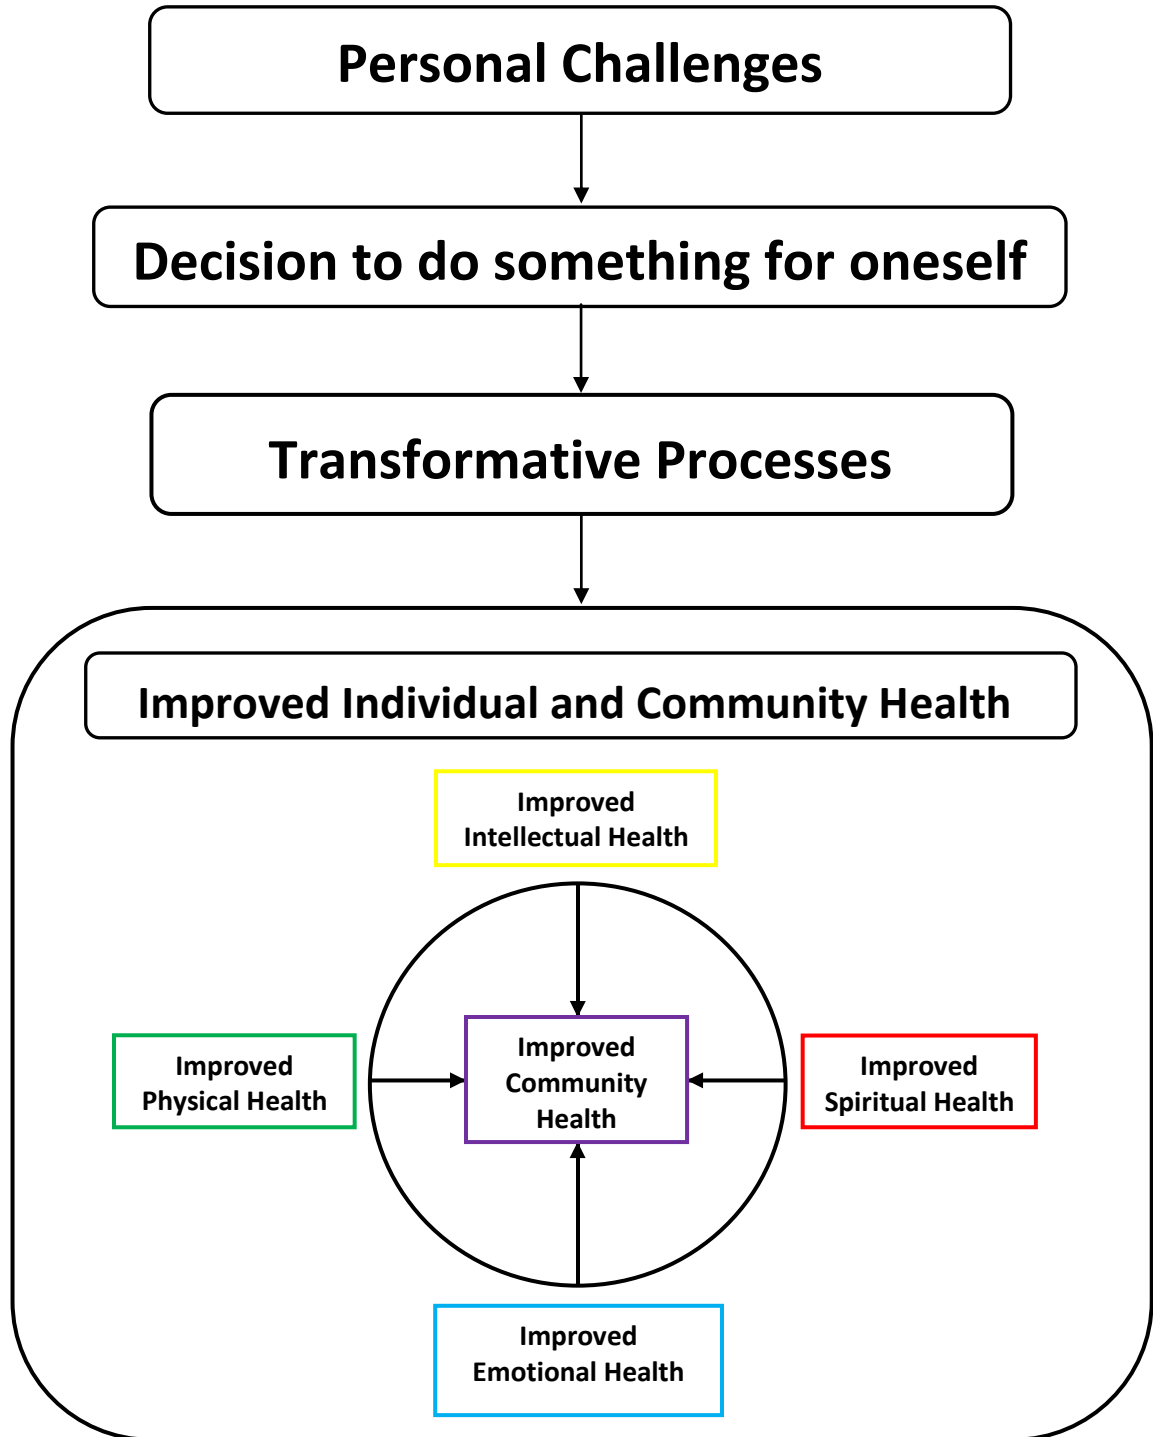 Personal Challenges
Decision to do something for oneself
Transformative Processes
Improved Individual and Community Health
Improved
Intellectual Health
Improved
Physical Health
Improved
Community
Health
Improved
Spiritual Health
Improved
Emotional Health